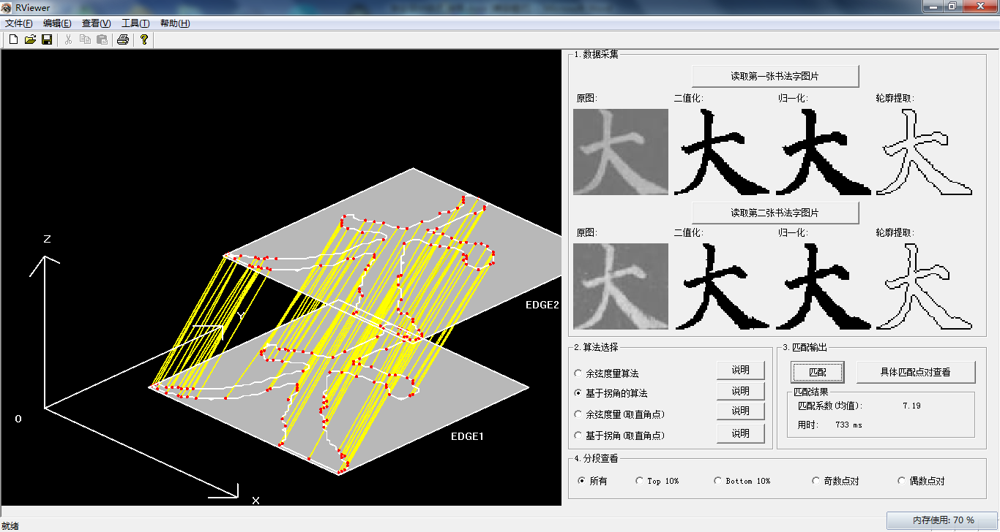 RViewer
文件(F) 编辑(E) 查看(V) 工具(T) 帮助(H)
Z
Y
O
X
EDGE2
EDGE1
1.数据采集
读取第一张书法字图片
原图: 二值化: 归一化: 轮廓提取:
大 大 大 大
读取第二张书法字图片
原图: 二值化: 归一化: 轮廓提取:
大 大 大 大
2.算法选择
余弦度量算法 说明
基于拐角的算法 说明
余弦度量(取直角点) 说明
基于拐角(取直角点) 说明
3.匹配输出
匹配 具体匹配点对查看
匹配结果
匹配系数(均值): 7.19
用时: 733 ms
4.分段查看
所有 Top 10% Bottom 10% 奇数点对 偶数点对
就绪
内存使用: 70 %